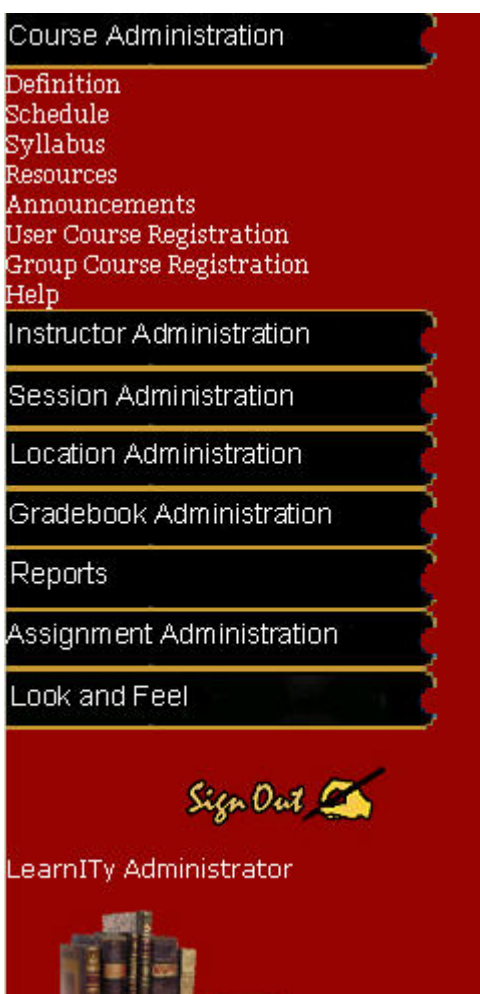 Course Administration
Definition
Schedule
Syllabus
Resources
Announcements
User Course Registration
Group Course Registration
Help
Instructor Administration
Session Administration
Location Administration
Gradebook Administration
Reports
Assignment Administration
Look and Feel
Sign Out
LearnITy Administrator